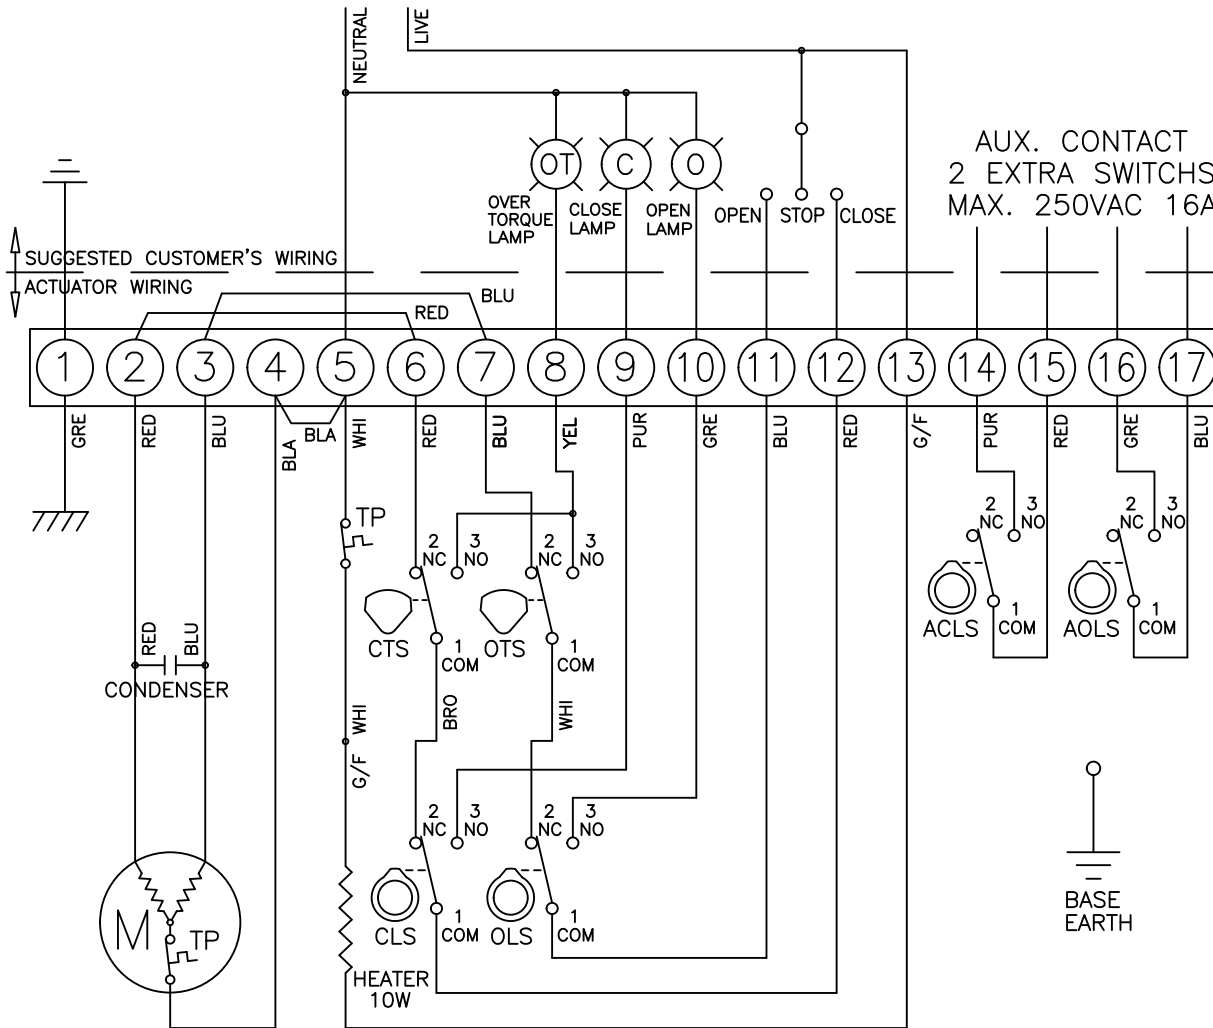 NEUTRAL
LIVE
AUX. CONTACT
2 EXTRA SWITCHS
MAX. 250VAC 16A
OT
C
O
OVER
TORQUE
LAMP
CLOSE
LAMP
OPEN
LAMP
OPEN
STOP
CLOSE
SUGGESTED CUSTOMER'S WIRING
ACTUATOR WIRING
BLU
RED
1 2 3 4 5 6 7 8 9 10 11 12 13 14 15 16 17
GRE
RED
BLU
BLA
BLA
WHI
RED
BLU
YEL
PUR
GRE
BLU
RED
G/F
PUR
RED
GRE
BLU
TP
2
NC
3
NO
2
NC
3
NO
2
NC
3
NO
2
NC
3
NO
CTS
1
COM
OTS
1
COM
ACLS
1
COM
AOLS
1
COM
RED
BLU
CONDENSER
BRO
WHI
WHI
G/F
2
NC
3
NO
2
NC
3
NO
M
TP
CLS
1
COM
OLS
1
COM
HEATER
10W
BASE
EARTH